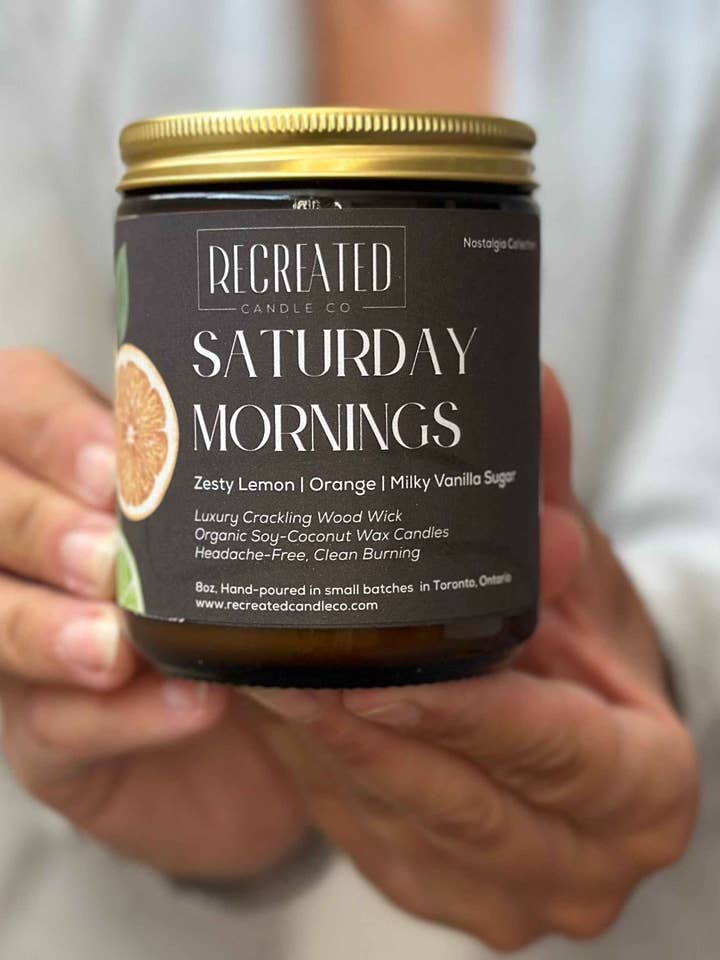 RECREATED
CANDLE CO
Nostalgia Collection
SATURDAY
MORNINGS
Zesty Lemon | Orange | Milky Vanilla Sugar
Luxury Crackling Wood Wick
Organic Soy-Coconut Wax Candles
Headache-Free, Clean Burning
8oz, Hand-poured in small batches in Toronto, Ontario
www.recreatedcandleco.com